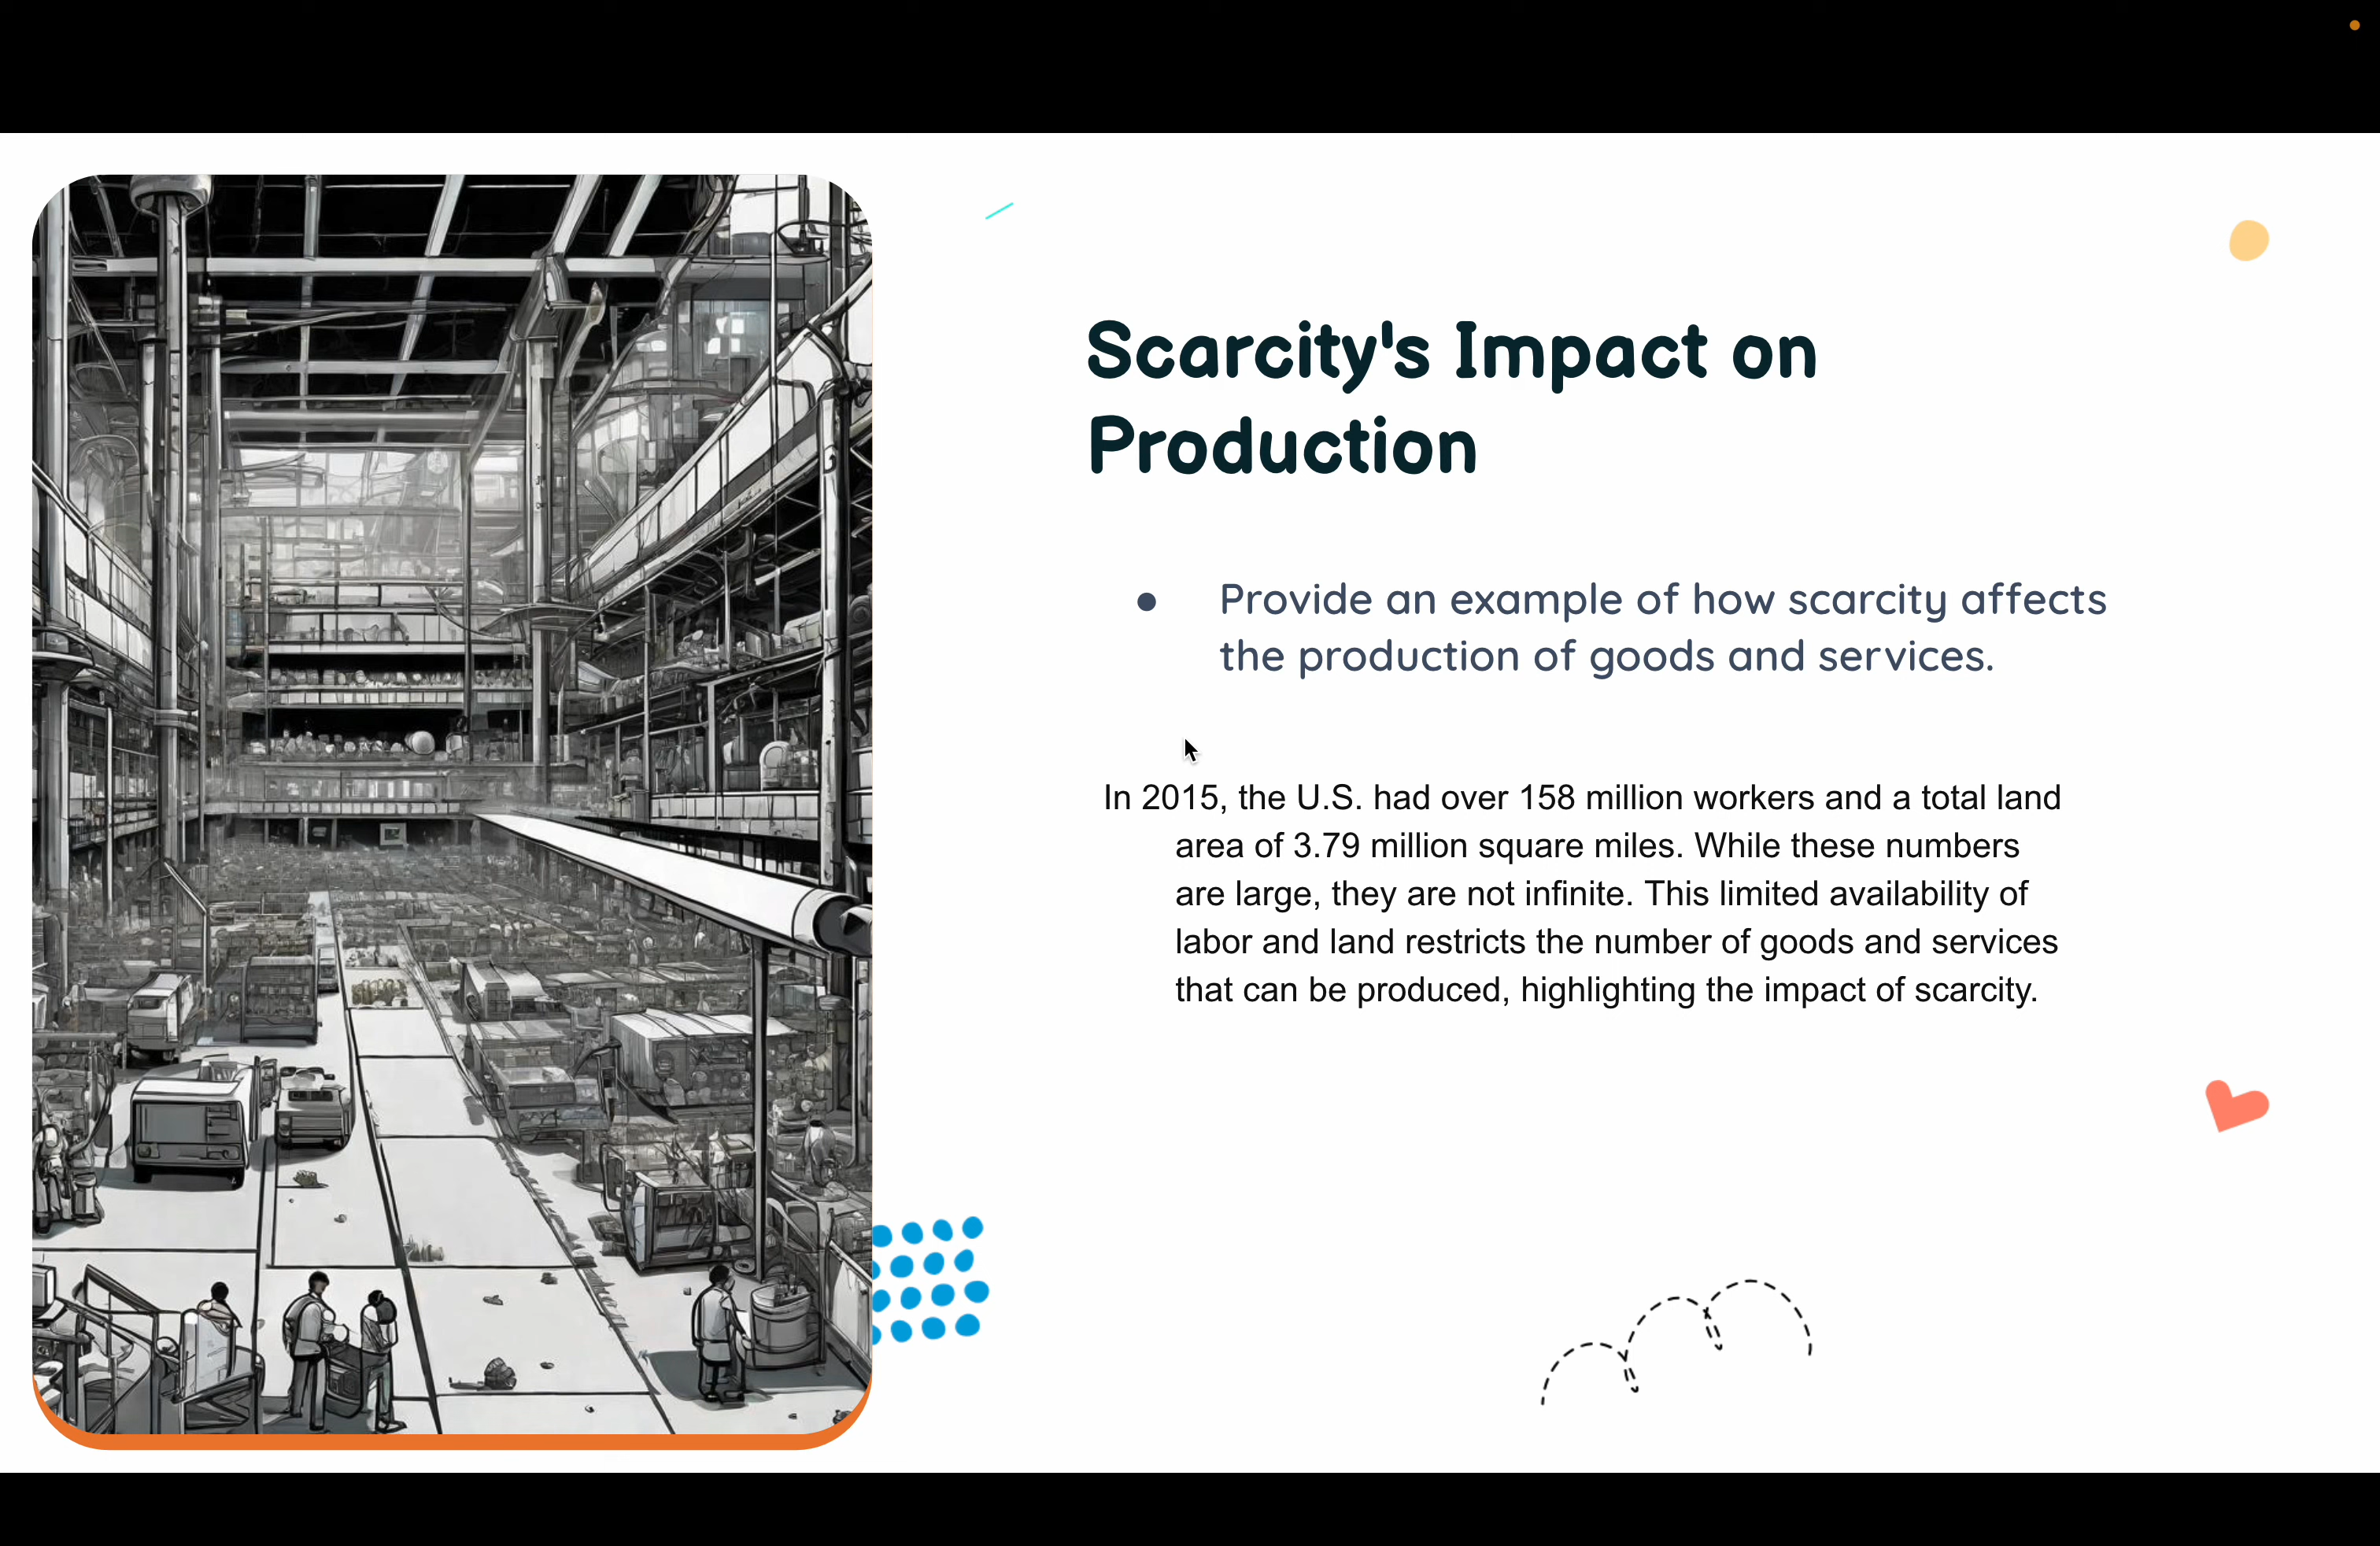 Scarcity's Impact on
Production
● Provide an example of how scarcity affects
the production of goods and services.
In 2015, the U.S. had over 158 million workers and a total land
area of 3.79 million square miles. While these numbers
are large, they are not infinite. This limited availability of
labor and land restricts the number of goods and services
that can be produced, highlighting the impact of scarcity.